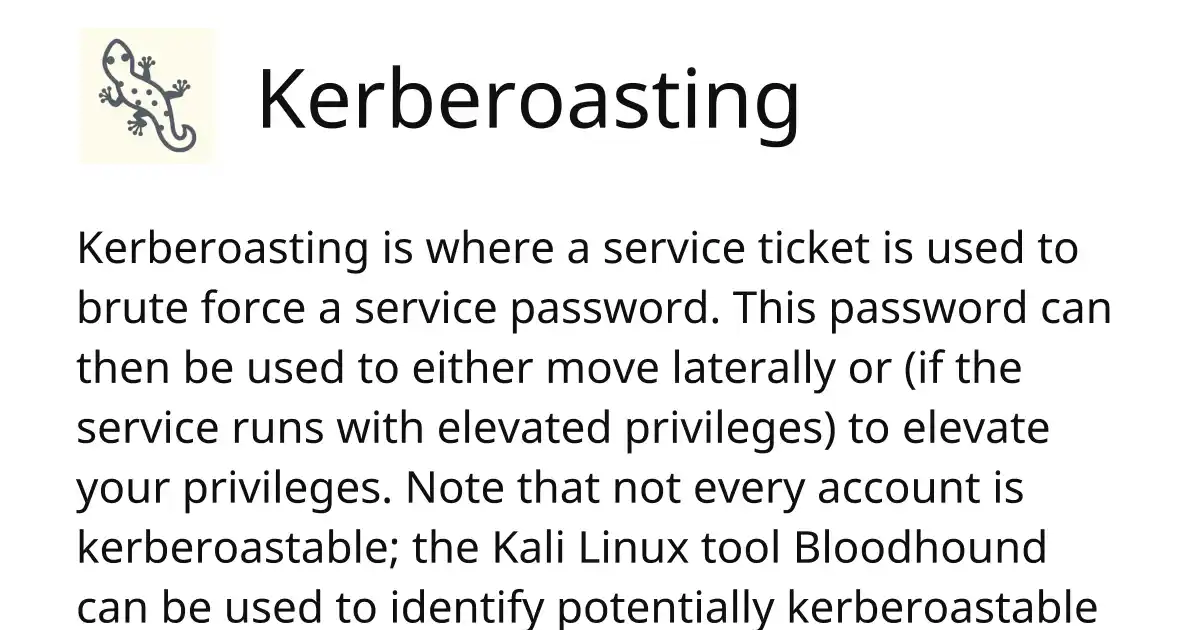 Kerberoasting
Kerberoasting is where a service ticket is used to
brute force a service password. This password can
then be used to either move laterally or (if the
service runs with elevated privileges) to elevate
your privileges. Note that not every account is
kerberoastable; the Kali Linux tool Bloodhound
can be used to identify potentially kerberoastable